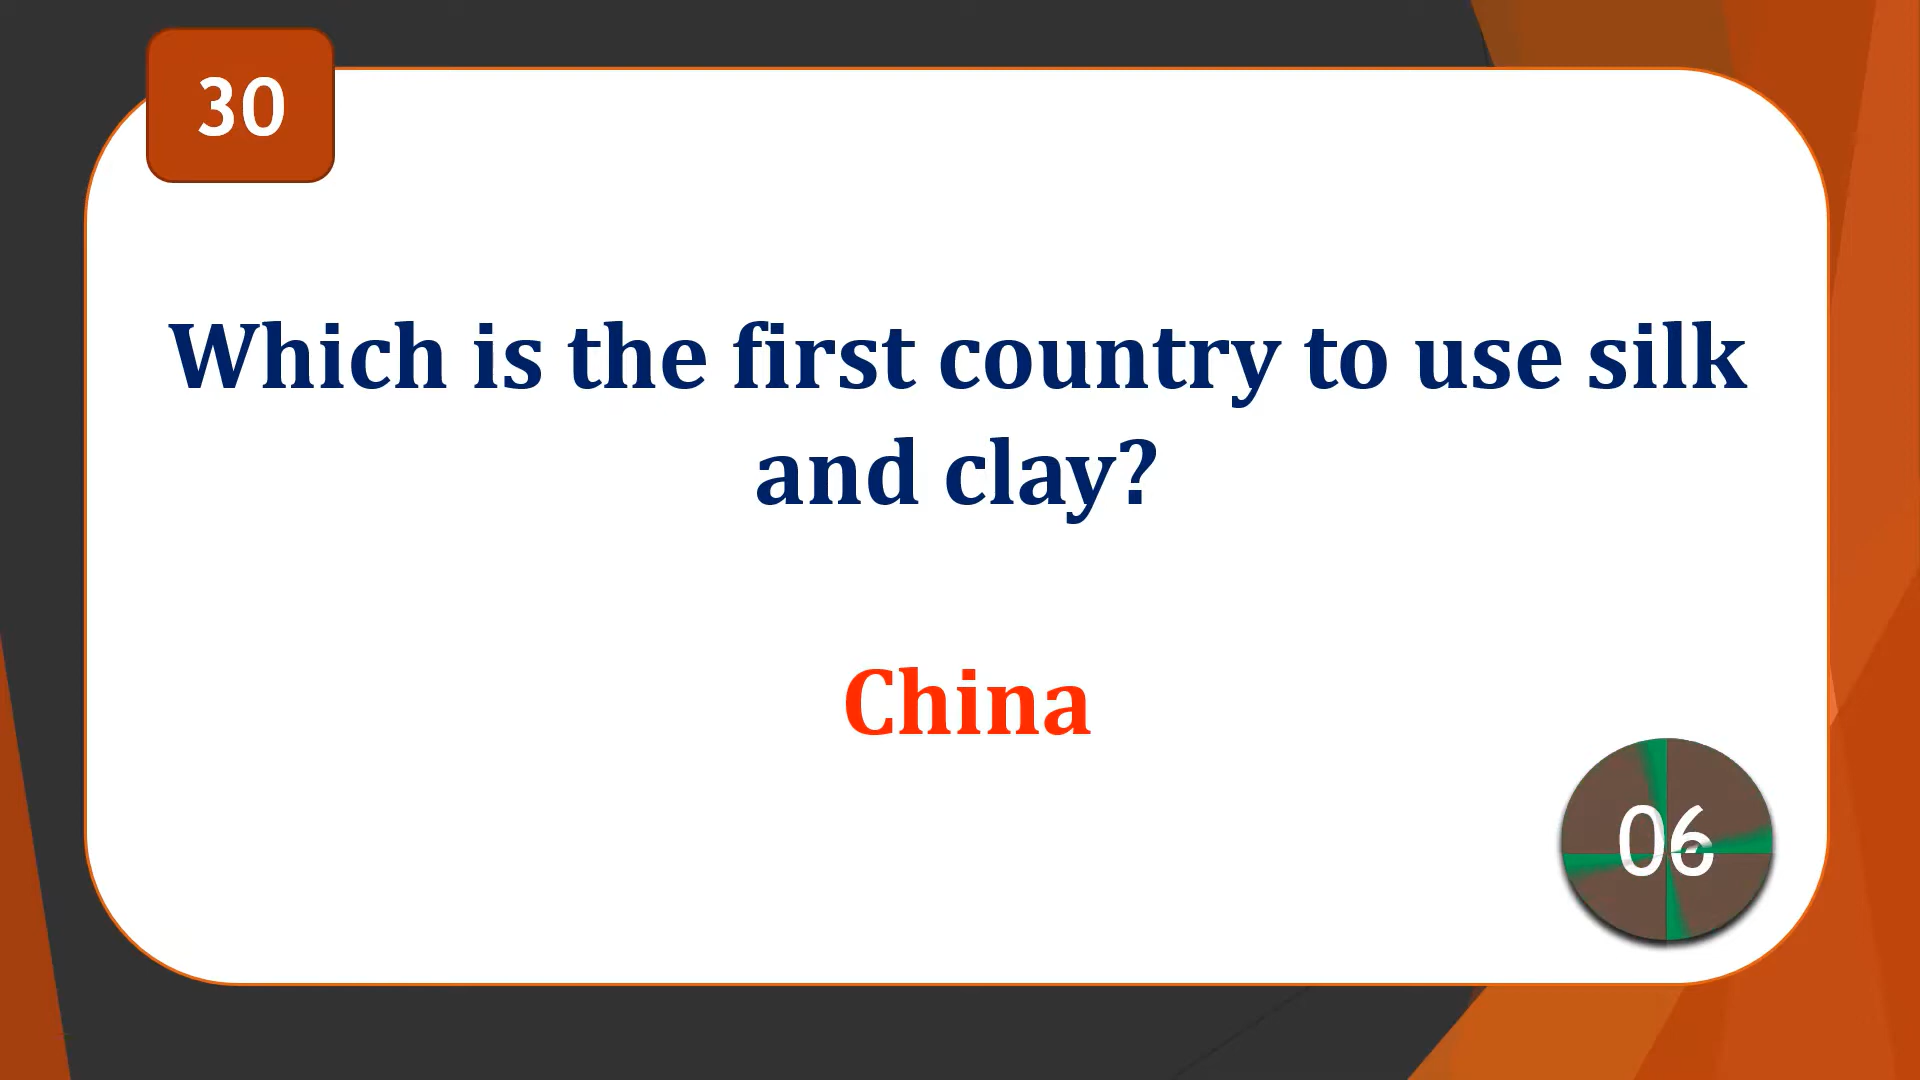 30
Which is the first country to use silk
and clay?
China
06